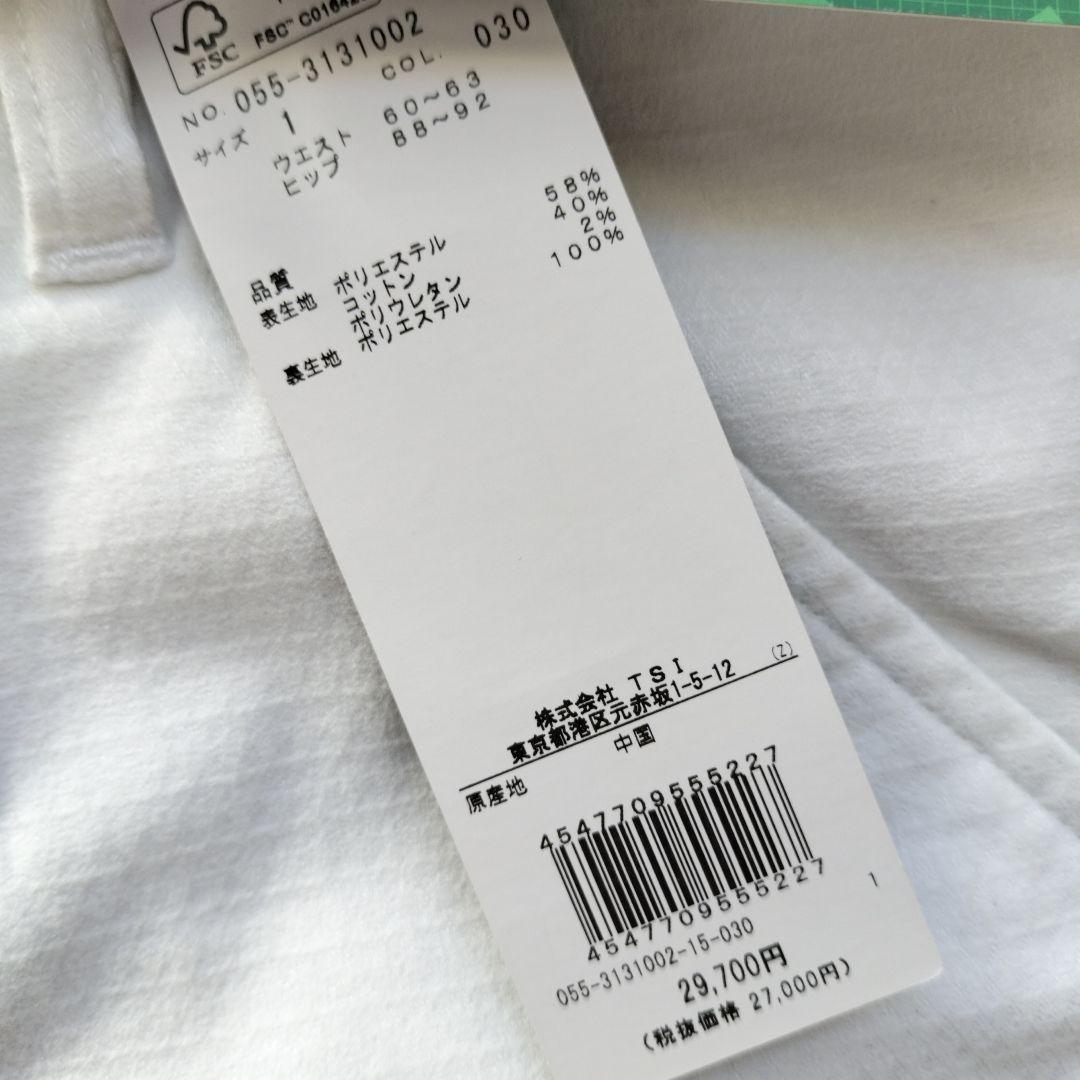 FSC
FSC™ C01642
NO. 055-3131002
COL. 030
サイズ 1
ウエスト 60～63
ヒップ 88～92
品質
表生地 ポリエステル 58%
コットン 40%
ポリウレタン 2%
裏生地 ポリエステル 100%
株式会社 TSI
東京都港区元赤坂1-5-12 (Z)
原産地 中国
4547709555227
4547709555227
055-3131002-15-030 1
29,700円
(税抜価格 27,000円)